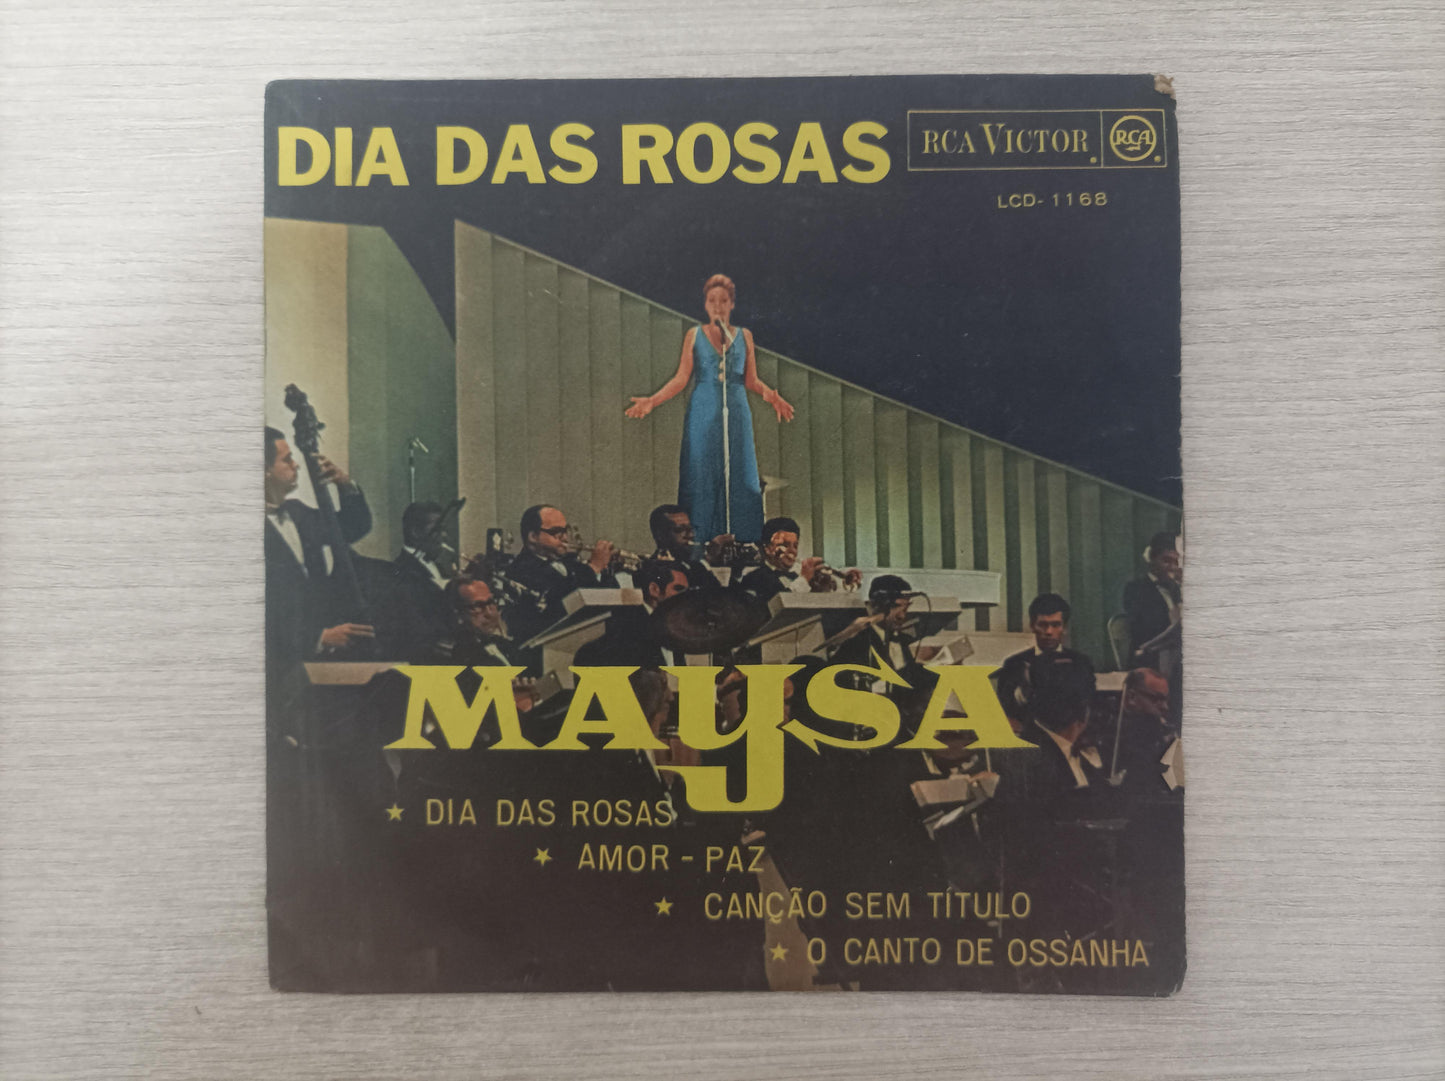 DIA DAS ROSAS
RCA VICTOR
RCA
LCD-1168
MAYSA
★ DIA DAS ROSAS
★ AMOR - PAZ
★ CANÇÃO SEM TÍTULO
★ O CANTO DE OSSANHA